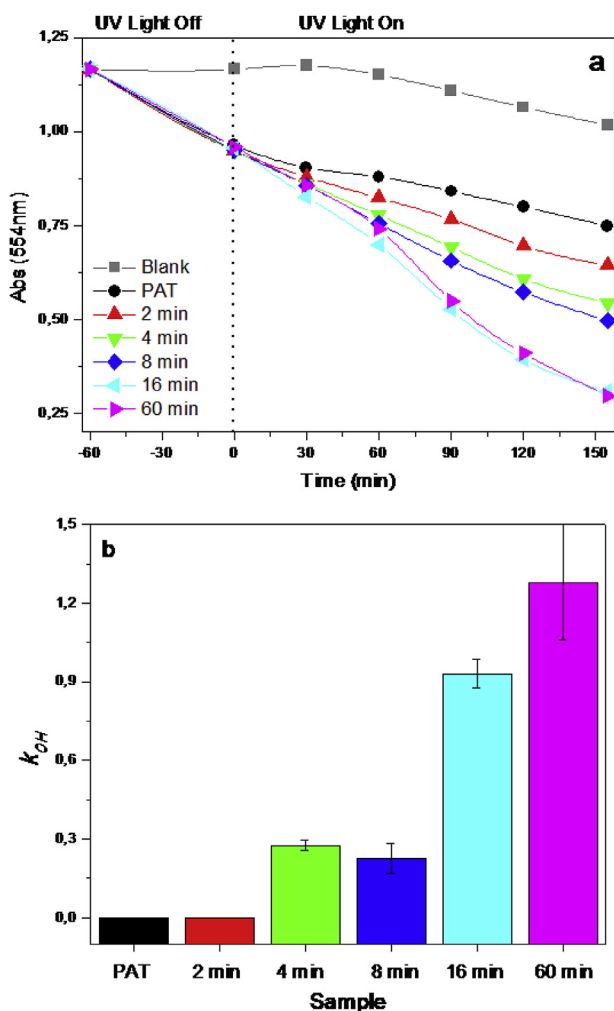 UV Light Off UV Light On
a
1,25
1,00
0,75
0,50
0,25
Abs (554nm)
Blank
PAT
2 min
4 min
8 min
16 min
60 min
-60 -30 0 30 60 90 120 150
Time (min)
b
1,5
1,2
0,9
0,6
0,3
0,0
k_OH
PAT 2 min 4 min 8 min 16 min 60 min
Sample